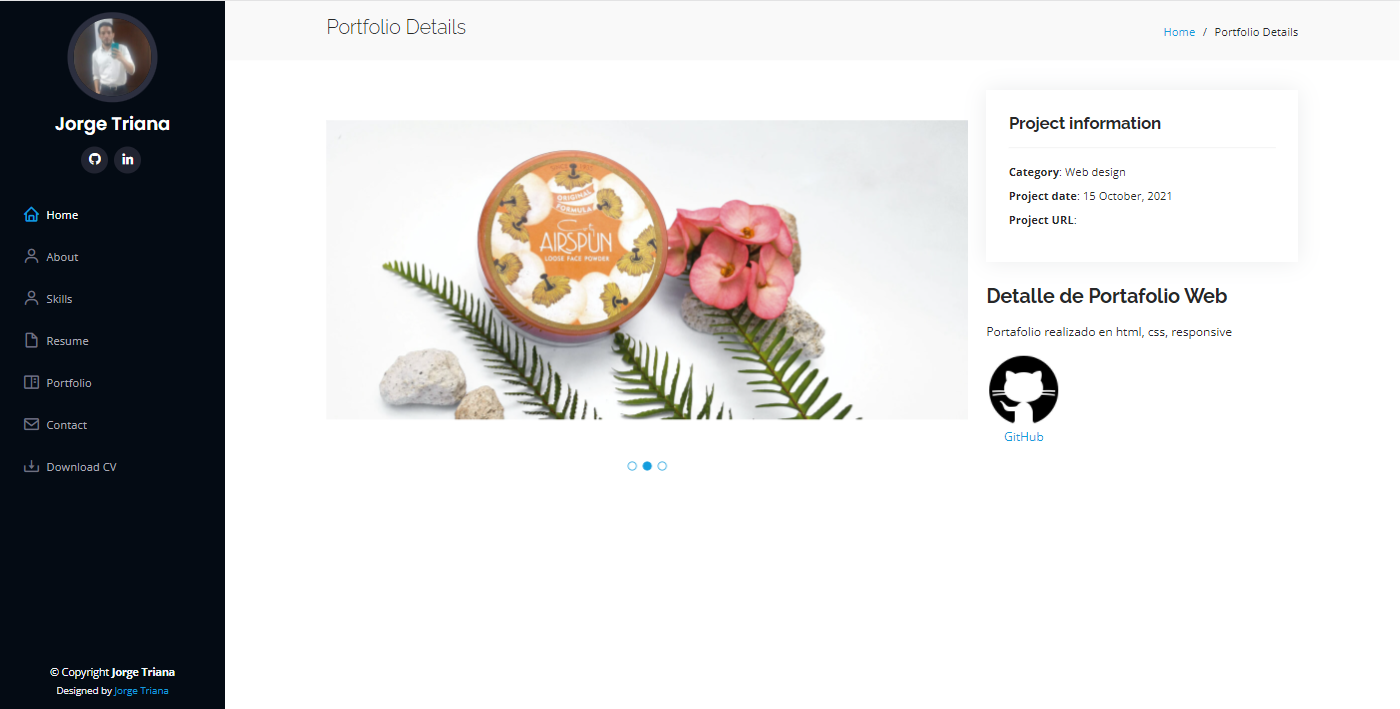 Jorge Triana
Home
About
Skills
Resume
Portfolio
Contact
Download CV
© Copyright Jorge Triana
Designed by Jorge Triana
Portfolio Details
Home / Portfolio Details
SINCE 1935
ORIGINAL
FORMULA
Coty
AIRSPUN
LOOSE FACE POWDER
Project information
Category: Web design
Project date: 15 October, 2021
Project URL:
Detalle de Portafolio Web
Portafolio realizado en html, css, responsive
GitHub